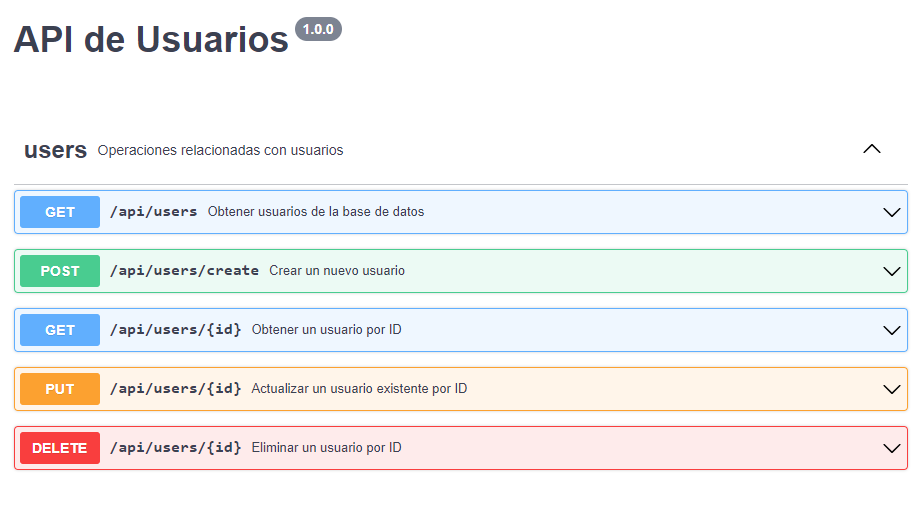 API de Usuarios 1.0.0
users Operaciones relacionadas con usuarios
GET /api/users Obtener usuarios de la base de datos
POST /api/users/create Crear un nuevo usuario
GET /api/users/{id} Obtener un usuario por ID
PUT /api/users/{id} Actualizar un usuario existente por ID
DELETE /api/users/{id} Eliminar un usuario por ID